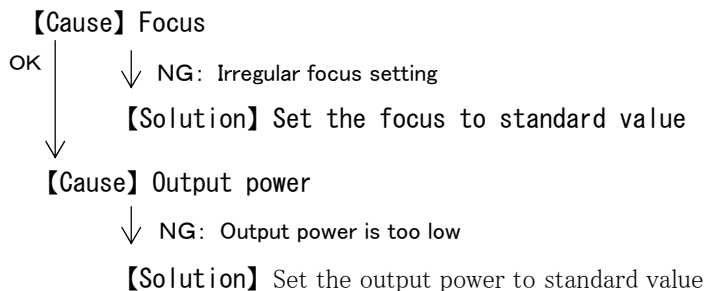 【Cause】Focus
OK
NG: Irregular focus setting
【Solution】Set the focus to standard value
【Cause】Output power
NG: Output power is too low
【Solution】Set the output power to standard value